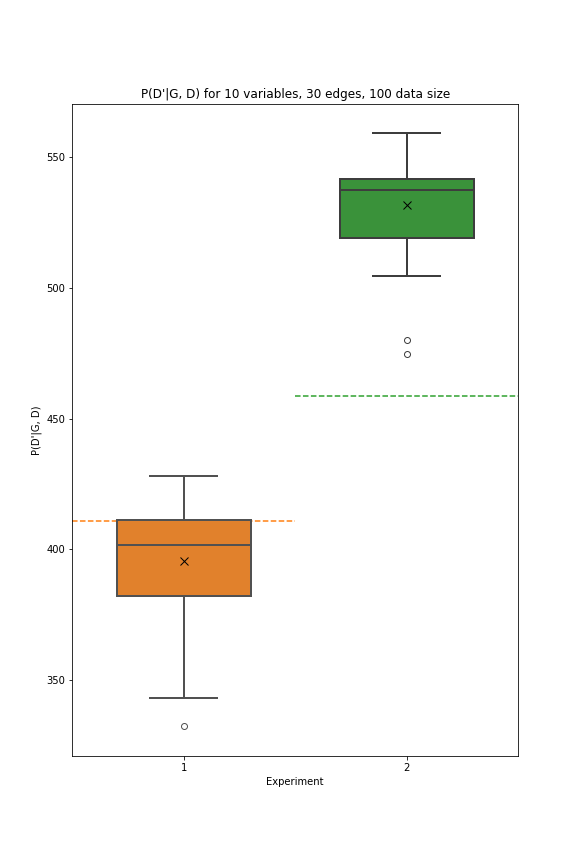 P(D'|G, D) for 10 variables, 30 edges, 100 data size
P(D'|G, D)
550
500
450
400
350
1
2
Experiment